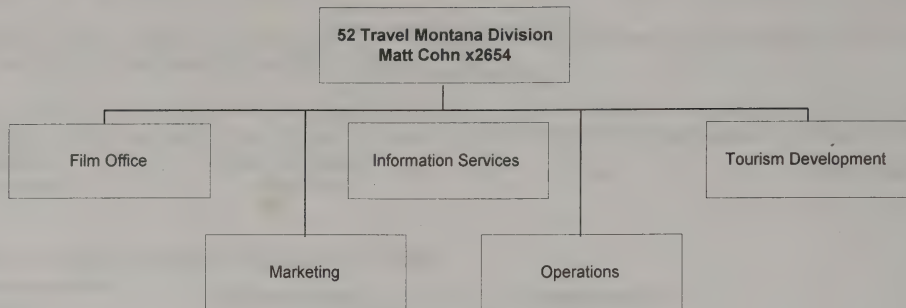 52 Travel Montana Division
Matt Cohn x2654
Film Office
Information Services
Tourism Development
Marketing
Operations